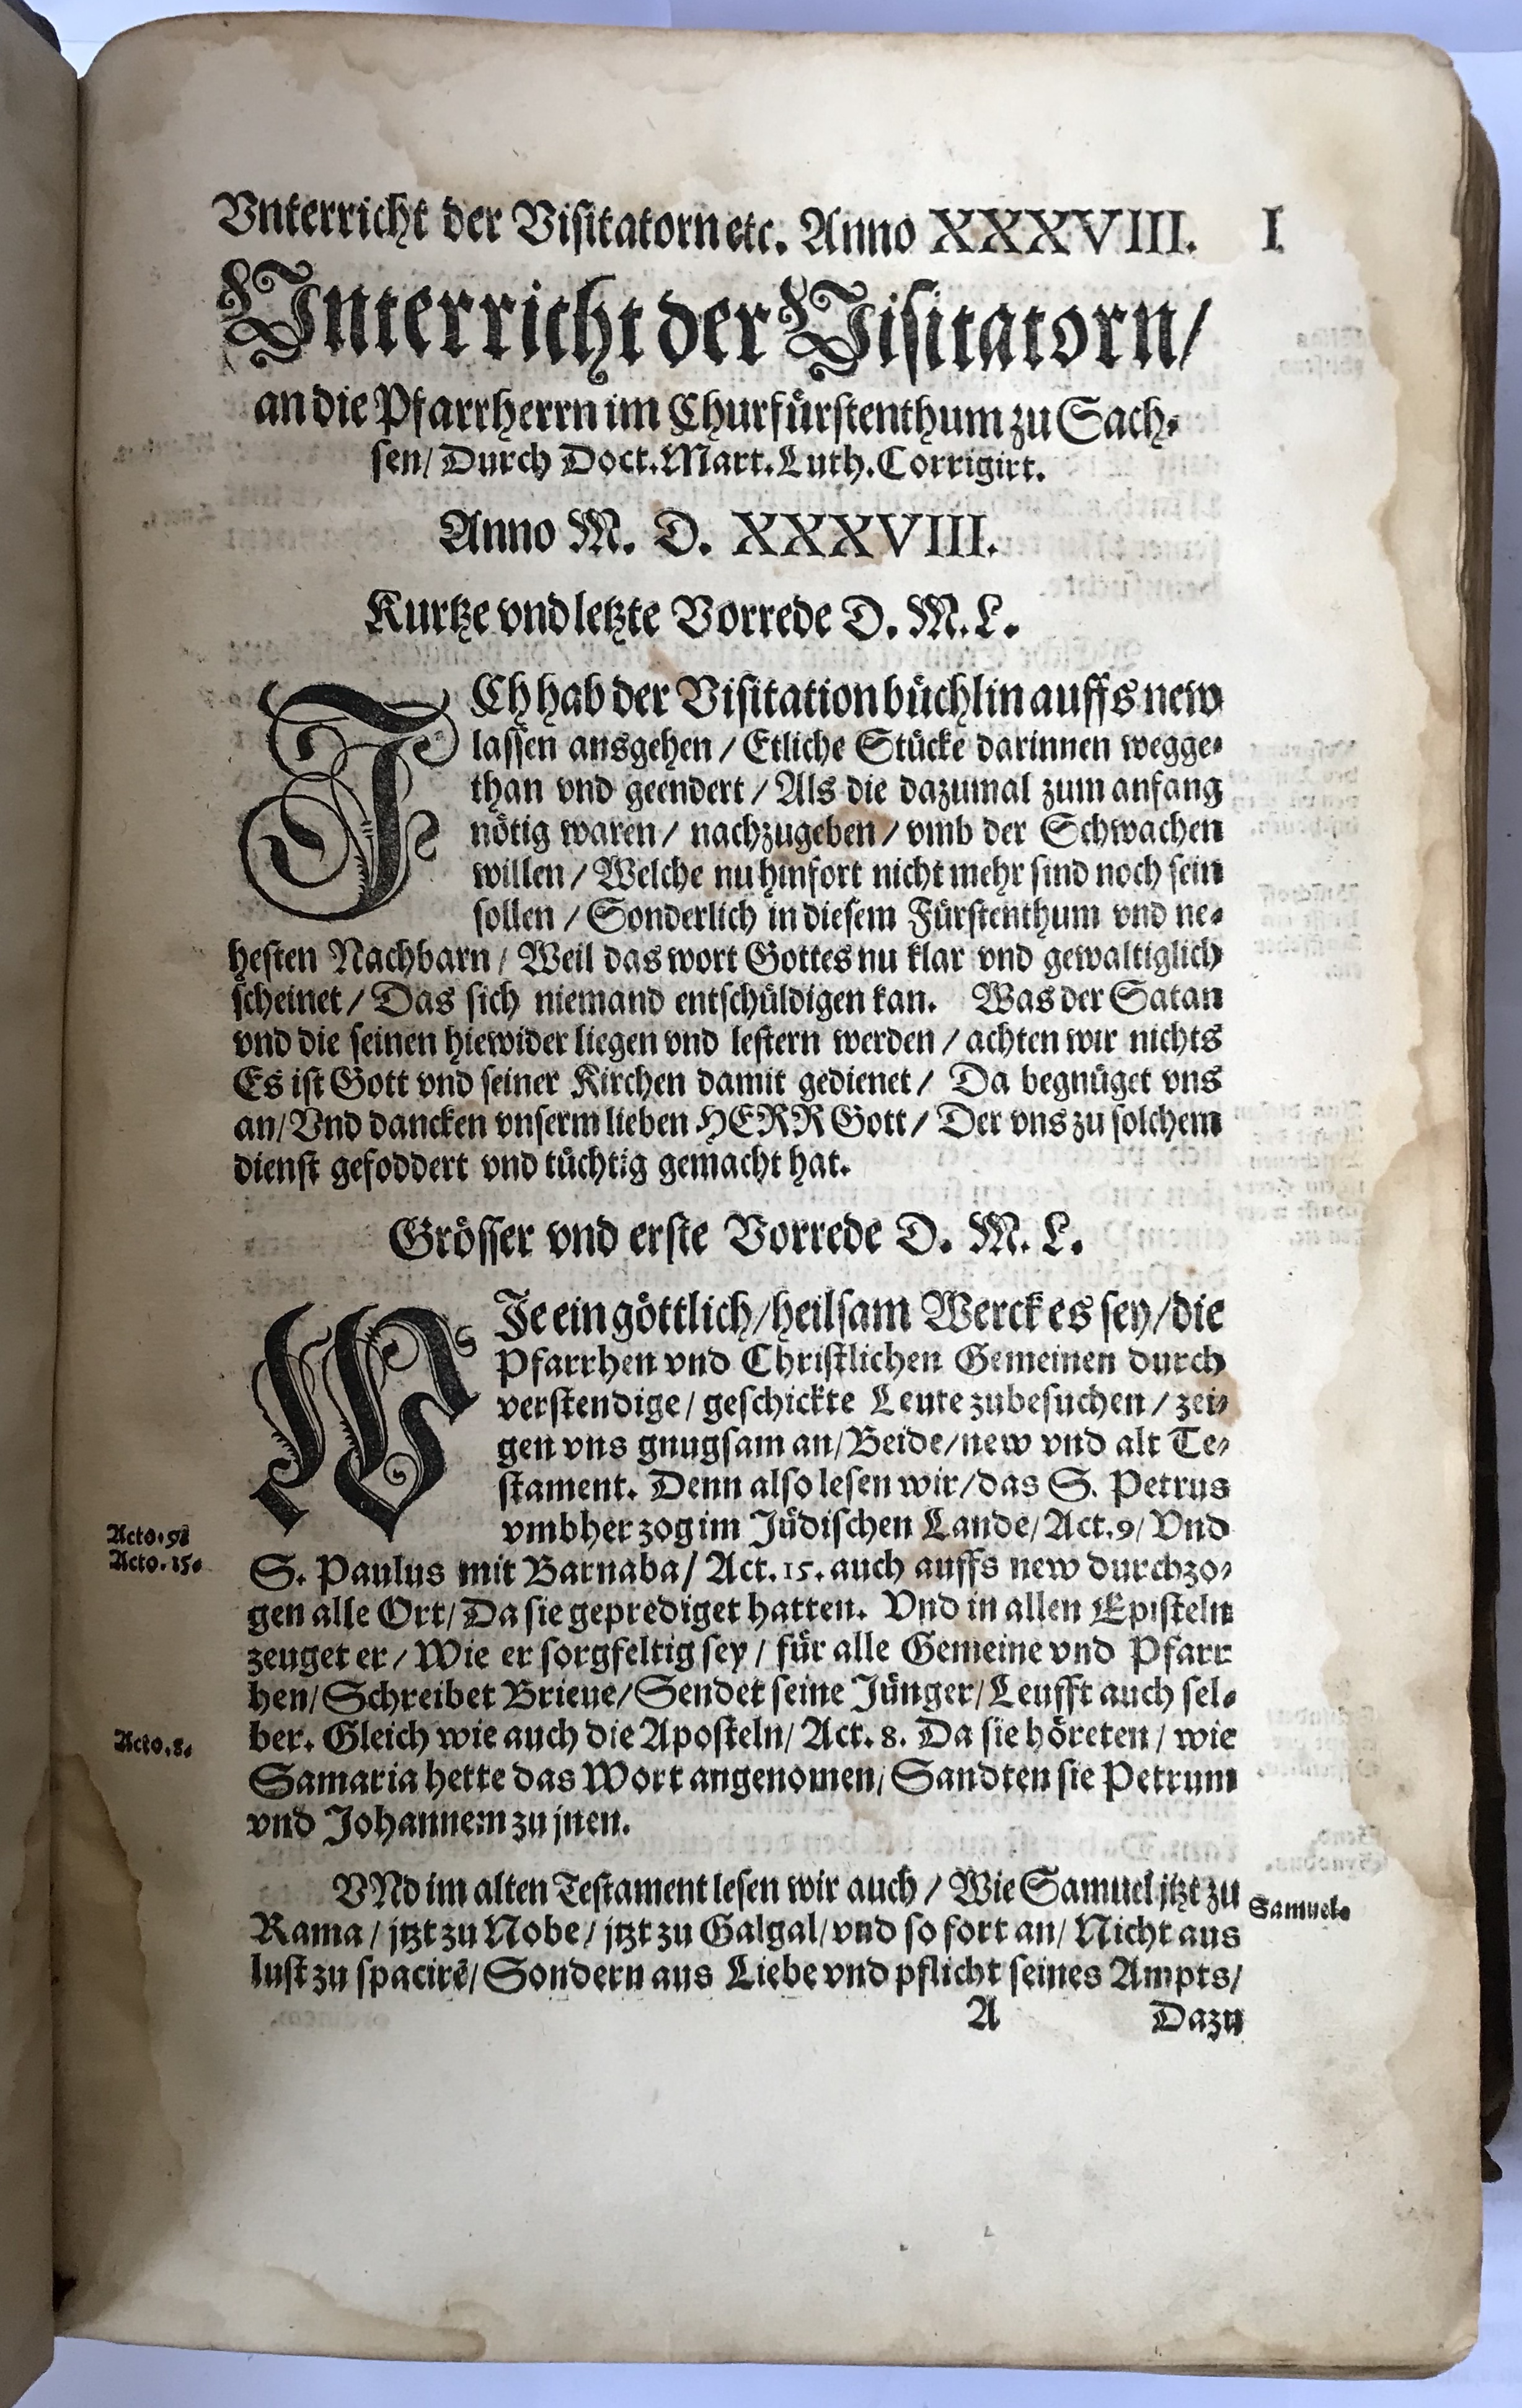 Vnterricht der Visitatorn etc. Anno XXXVIII. I.
Vnterricht der Visitatorn/
an die Pfarrherrn im Churfürstenthum zu Sach-
sen/ Durch Doct. Mart. Luth. Corrigirt.
Anno M. D. XXXVIII.
Kurtze vnd letzte Vorrede D. M. L.
ICh hab der Visitation büchlin auffs new
lassen ausgehen / Etliche Stücke darinnen wegge-
than vnd geendert / Als die dazumal zum anfang
nötig waren / nachzugeben / vmb der Schwachen
willen / Welche nu hinfort nicht mehr sind noch sein
sollen / Sonderlich in diesem Fürstenthum vnd ne-
hesten Nachbarn / Weil das wort Gottes nu klar vnd gewaltiglich
scheinet / Das sich niemand entschüldigen kan. Was der Satan
vnd die seinen hiewider liegen vnd lestern werden / achten wir nichts
Es ist Gott vnd seiner Kirchen damit gedienet / Da begnüget vns
an/ Vnd dancken vnserm lieben HERR Gott / Der vns zu solchem
dienst gefoddert vnd tüchtig gemacht hat.
Grösser vnd erste Vorrede D. M. L.
WIe ein göttlich/ heilsam Werck es sey/ die
Pfarrhen vnd Christlichen Gemeinen durch
verstendige/ geschickte Leute zubesuchen / zei-
gen vns gnugsam an/ Beide/ new vnd alt Te-
stament. Denn also lesen wir/ das S. Petrus
vmbher zog im Jüdischen Lande/ Act. 9/ Vnd
Acto. 9.
Acto. 15.
S. Paulus mit Barnaba/ Act. 15. auch auffs new durchzo-
gen alle Ort/ Da sie geprediget hatten. Vnd in allen Episteln
zeuget er / Wie er sorgfeltig sey / für alle Gemeine vnd Pfarr
hen/ Schreibet Brieue/ Sendet seine Jünger/ Leufft auch sel-
ber. Gleich wie auch die Aposteln/ Act. 8. Da sie höreten / wie
Acto. 8.
Samaria hette das Wort angenomen/ Sandten sie Petrum
vnd Johannem zu jnen.
VNd im alten Testament lesen wir auch / Wie Samuel jtzt zu
Samuel.
Rama / jtzt zu Nobe / jtzt zu Galgal/ vnd so fort an/ Nicht aus
lust zu spacirē/ Sondern aus Liebe vnd pflicht seines Ampts/
A Dazu